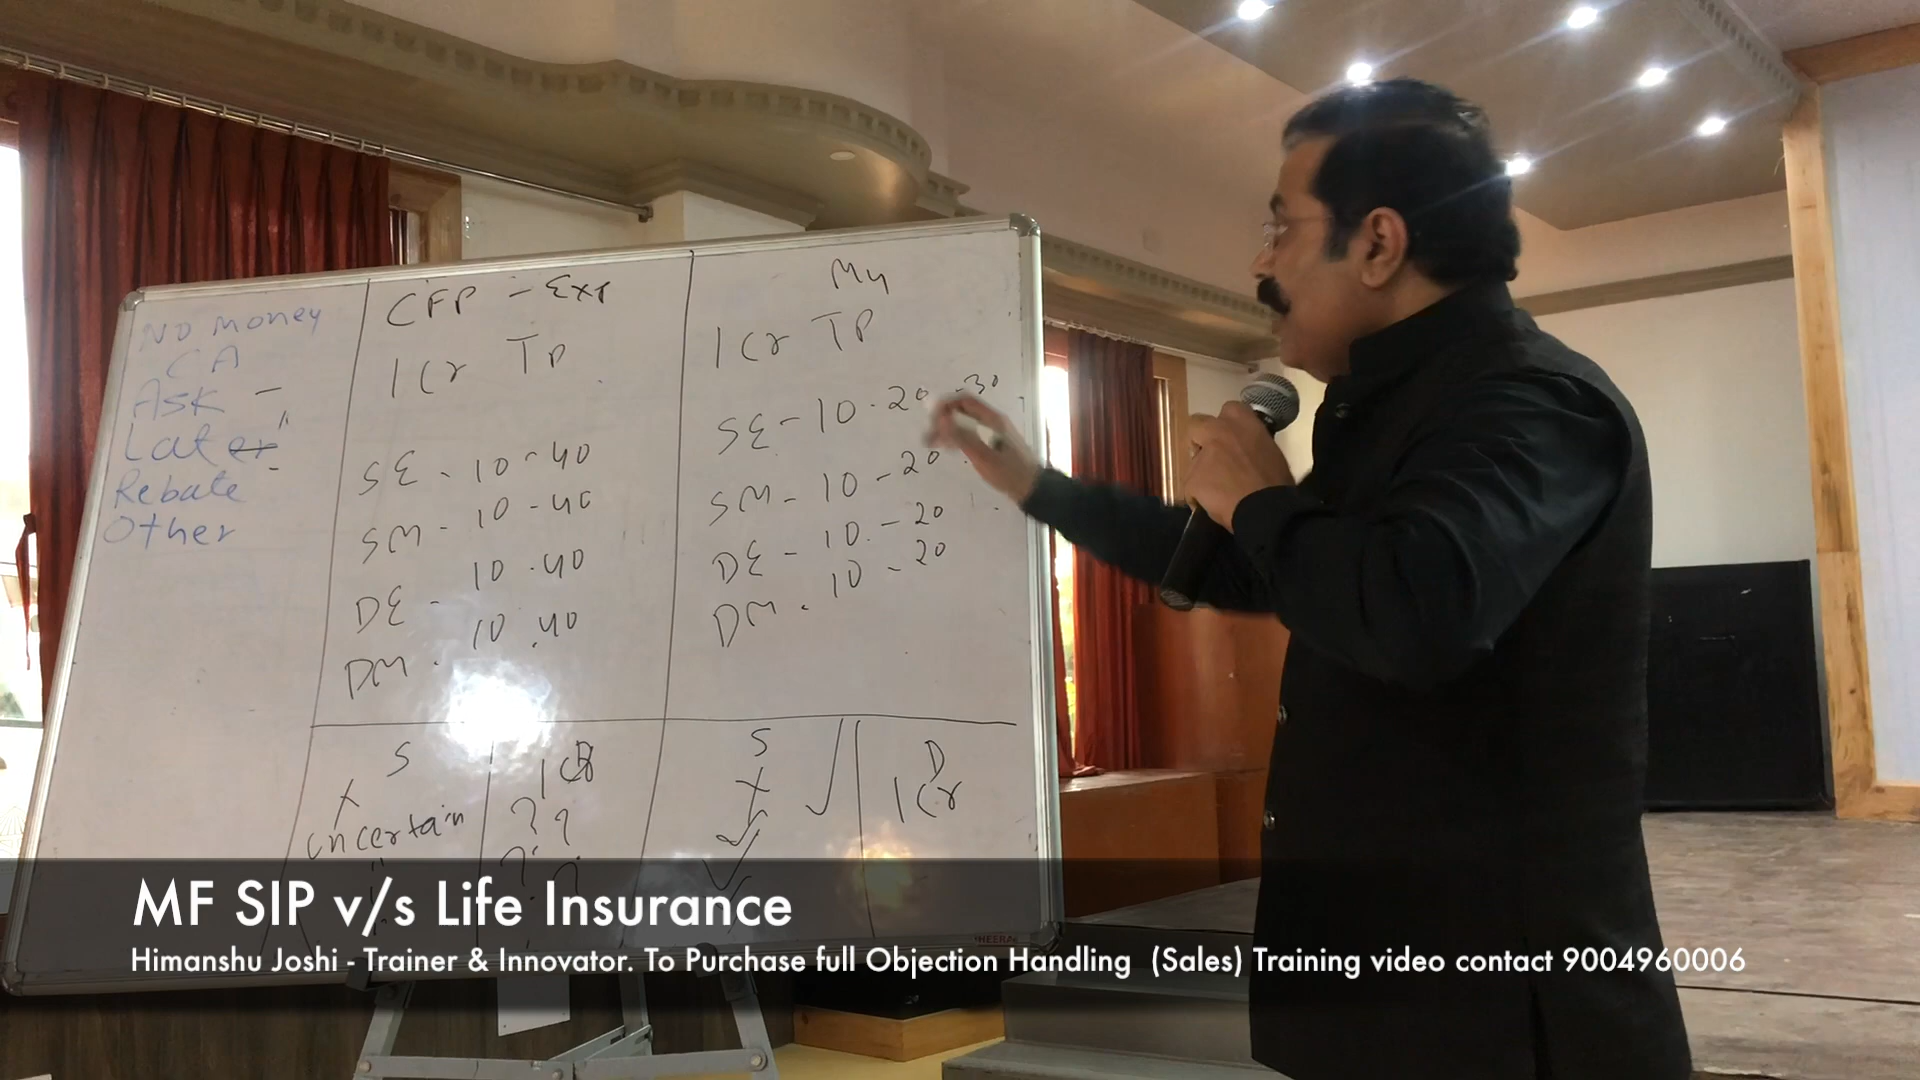 No money
CA
Ask -
Later "
Rebate
Other
CFP - Exp
1 Cr TP
SE - 10 - 40
SM - 10 - 40
DE - 10 - 40
DM - 10 . 40
S
X
uncertain
1 Cr
? ?
? ?
My
1 Cr TP
SE - 10 - 20 - 30
SM - 10 - 20
DE - 10 - 20
DM - 10 - 20
S
X
D
1 Cr
MF SIP v/s Life Insurance
Himanshu Joshi - Trainer & Innovator. To Purchase full Objection Handling (Sales) Training video contact 9004960006